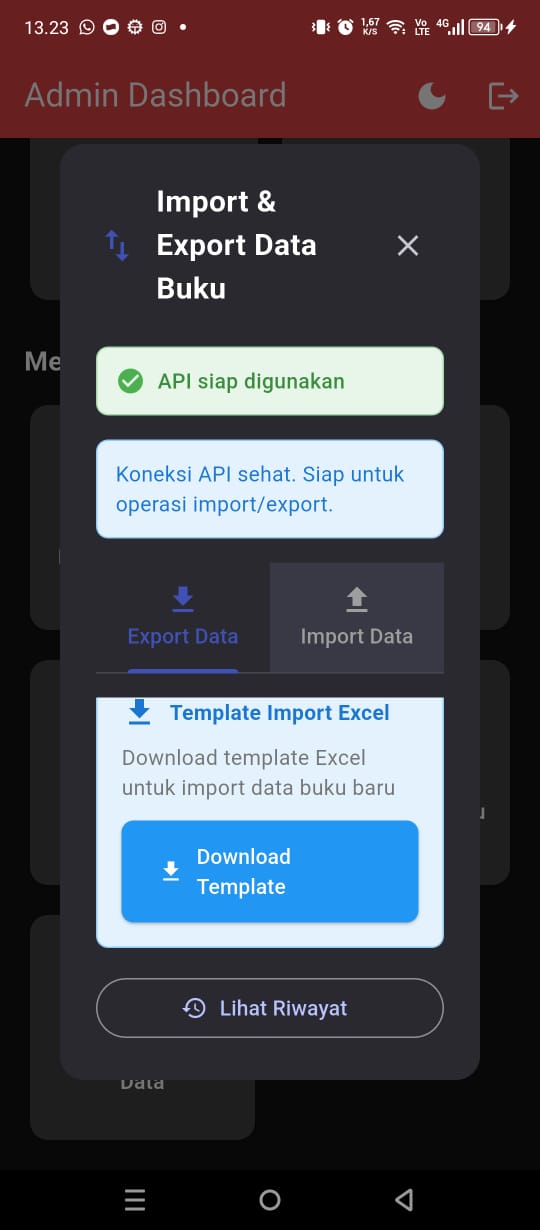 13.23
1,67
K/S
Vo
LTE
4G
94
Admin Dashboard
Import &
Export Data
Buku
Me
API siap digunakan
Koneksi API sehat. Siap untuk
operasi import/export.
Export Data
Import Data
Template Import Excel
Download template Excel
untuk import data buku baru
Download
Template
Lihat Riwayat
Data